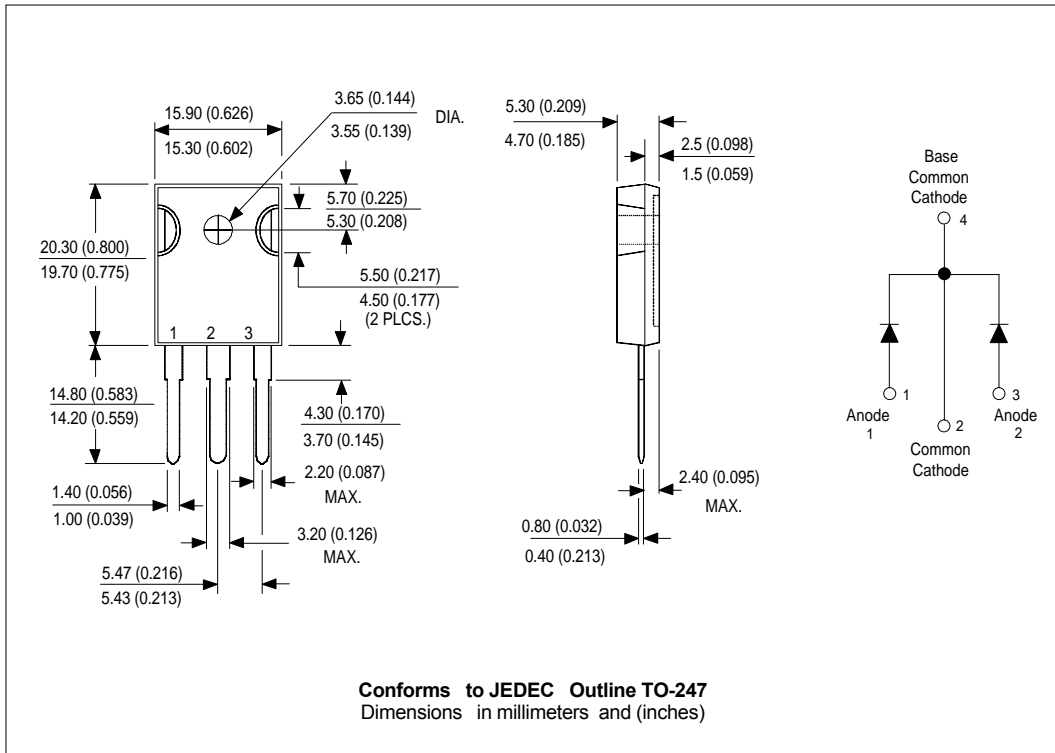 15.90 (0.626)
15.30 (0.602)
3.65 (0.144)
3.55 (0.139)
DIA.
5.70 (0.225)
5.30 (0.208)
20.30 (0.800)
19.70 (0.775)
5.50 (0.217)
4.50 (0.177)
(2 PLCS.)
1 2 3
14.80 (0.583)
14.20 (0.559)
4.30 (0.170)
3.70 (0.145)
2.20 (0.087)
MAX.
1.40 (0.056)
1.00 (0.039)
3.20 (0.126)
MAX.
5.47 (0.216)
5.43 (0.213)
5.30 (0.209)
4.70 (0.185)
2.5 (0.098)
1.5 (0.059)
2.40 (0.095)
MAX.
0.80 (0.032)
0.40 (0.213)
Base
Common
Cathode
4
1
Anode
1
2
Common
Cathode
3
Anode
2
Conforms to JEDEC Outline TO-247
Dimensions in millimeters and (inches)